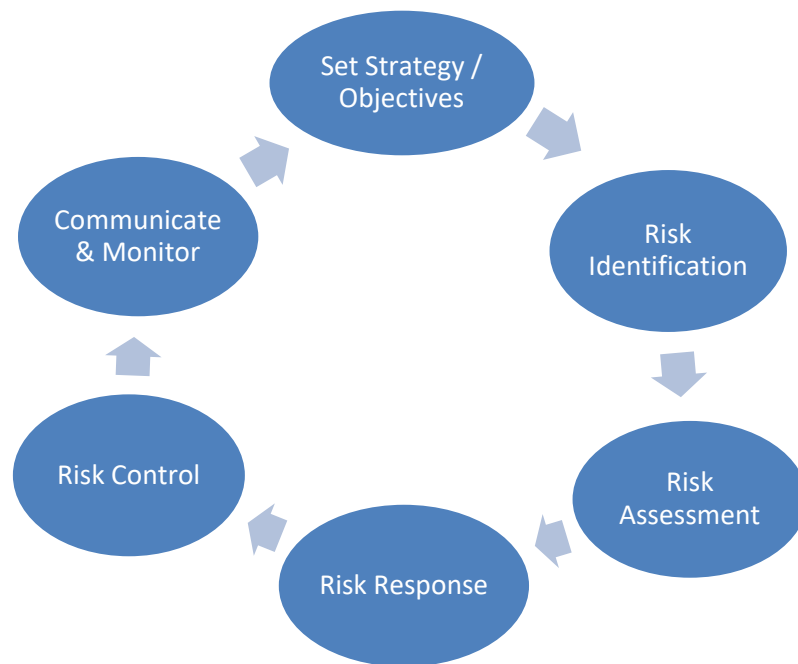 Set Strategy /
Objectives
Risk
Identification
Risk
Assessment
Risk Response
Risk Control
Communicate
& Monitor